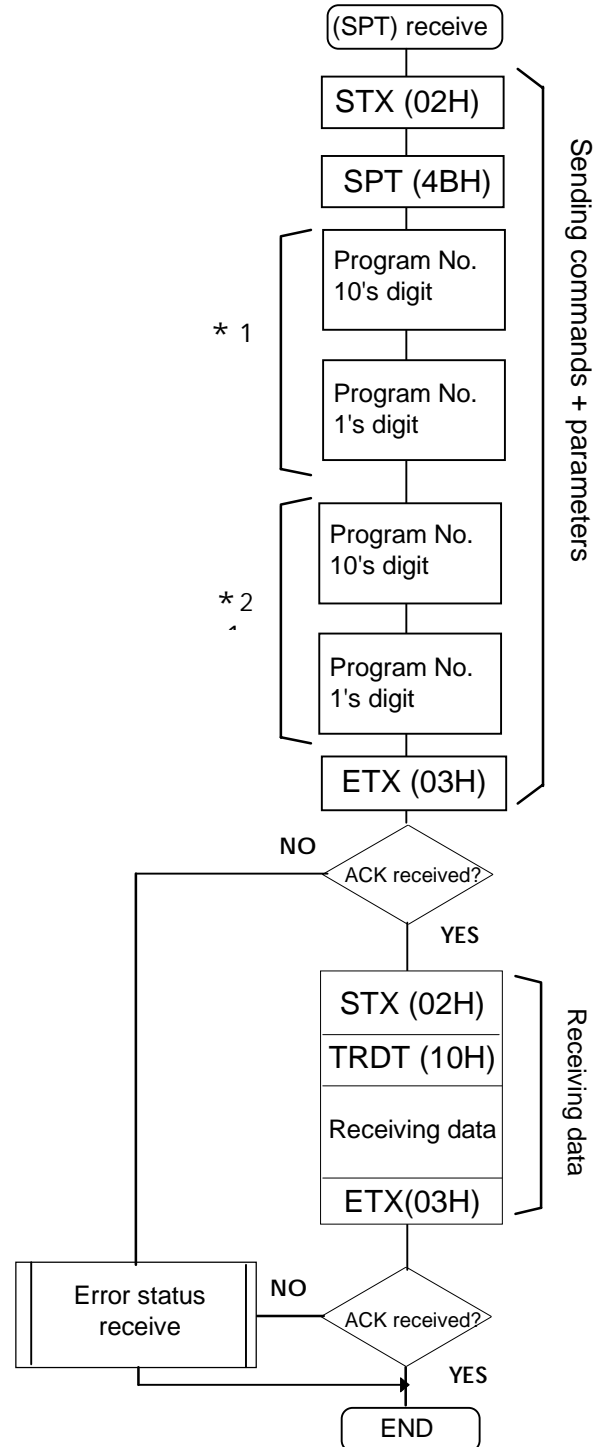 (SPT) receive
STX (02H)
SPT (4BH)
Sending commands + parameters
* 1
Program No.
10's digit
Program No.
1's digit
* 2
Program No.
10's digit
Program No.
1's digit
ETX (03H)
NO
ACK received?
YES
STX (02H)
TRDT (10H)
Receiving data
ETX(03H)
Receiving data
Error status
receive
NO
ACK received?
YES
END